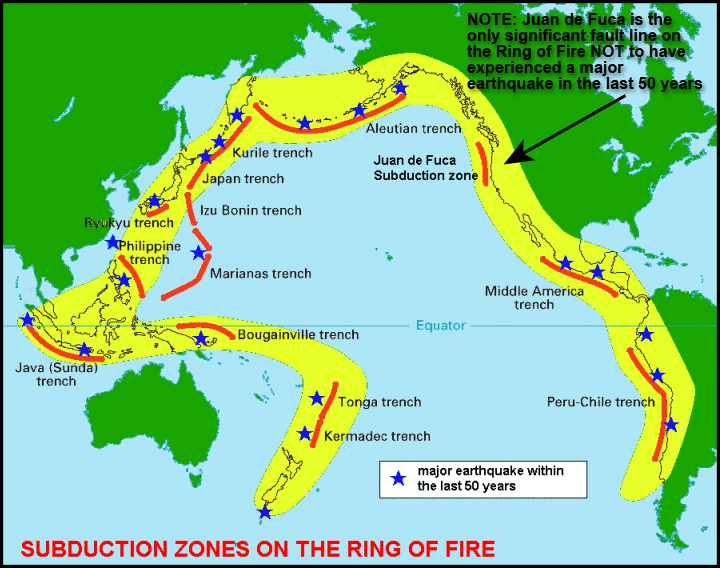 NOTE: Juan de Fuca is the
only significant fault line on
the Ring of Fire NOT to have
experienced a major
earthquake in the last 50 years
Aleutian trench
Kurile trench
Juan de Fuca
Subduction zone
Japan trench
Izu Bonin trench
Ryukyu trench
Philippine
trench
Marianas trench
Middle America
trench
Equator
Bougainville trench
Java (Sunda)
trench
Tonga trench
Peru-Chile trench
Kermadec trench
major earthquake within
the last 50 years
SUBDUCTION ZONES ON THE RING OF FIRE